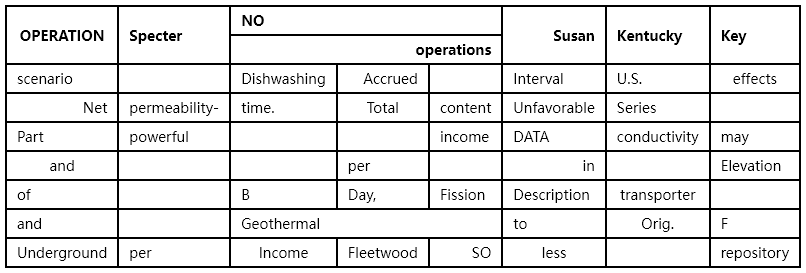 OPERATION Specter NO Susan Kentucky Key
operations
scenario Dishwashing Accrued Interval U.S. effects
Net permeability- time. Total content Unfavorable Series
Part powerful income DATA conductivity may
and per in Elevation
of B Day, Fission Description transporter
and Geothermal to Orig. F
Underground per Income Fleetwood SO less repository